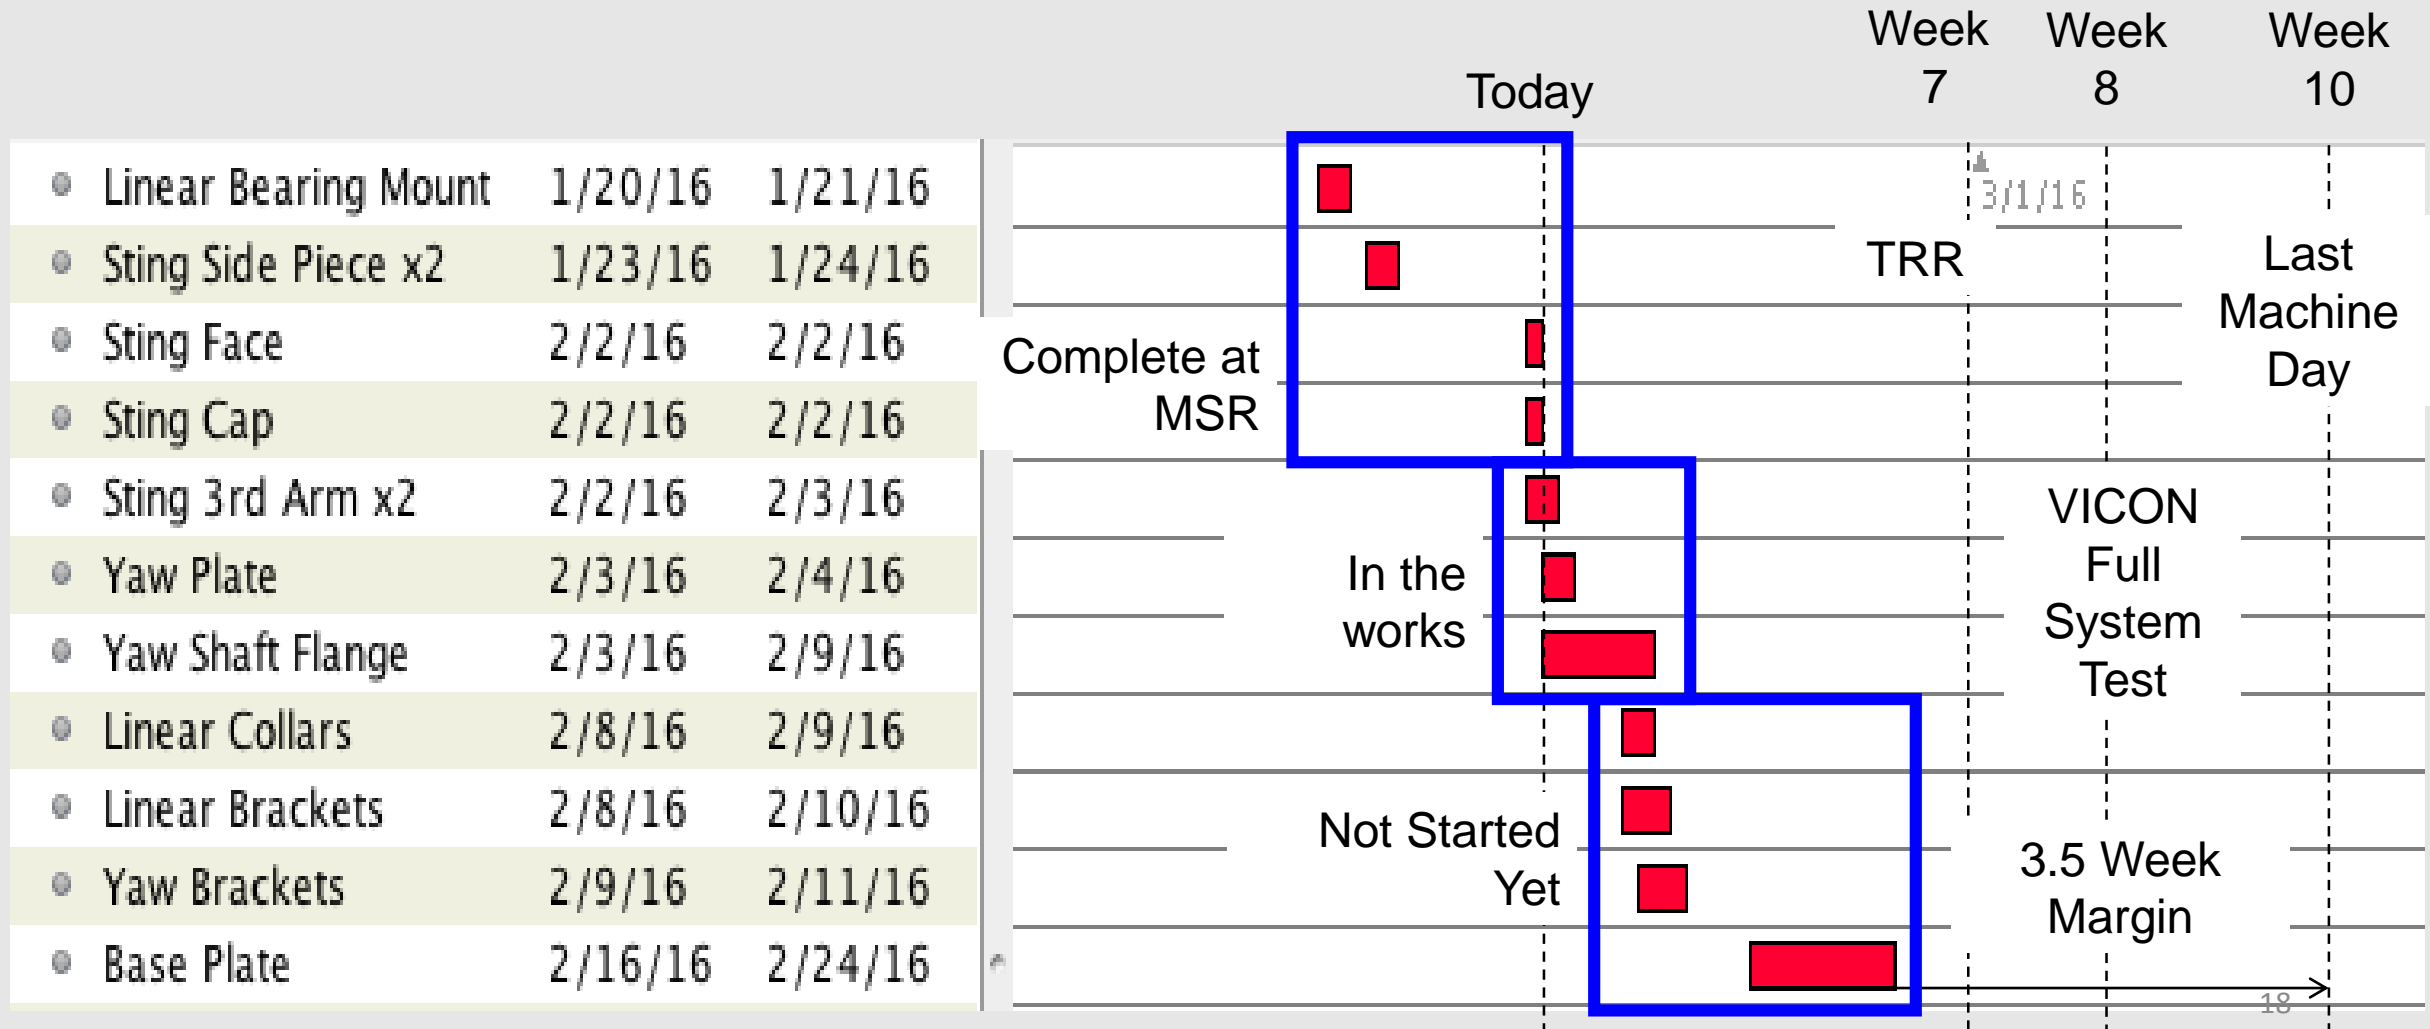 Week
7
Week
8
Week
10
Today
Linear Bearing Mount 1/20/16 1/21/16
3/1/16
Sting Side Piece x2 1/23/16 1/24/16
TRR
Last
Machine
Day
Sting Face 2/2/16 2/2/16
Complete at
MSR
Sting Cap 2/2/16 2/2/16
Sting 3rd Arm x2 2/2/16 2/3/16
VICON
Full
System
Test
Yaw Plate 2/3/16 2/4/16
In the
works
Yaw Shaft Flange 2/3/16 2/9/16
Linear Collars 2/8/16 2/9/16
Linear Brackets 2/8/16 2/10/16
Not Started
Yet
3.5 Week
Margin
Yaw Brackets 2/9/16 2/11/16
Base Plate 2/16/16 2/24/16
18